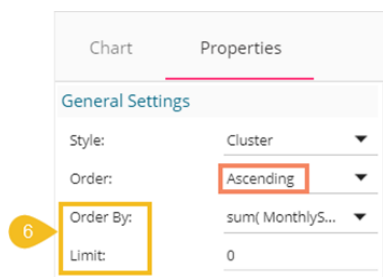 Chart Properties
General Settings
Style: Cluster
Order: Ascending
6 Order By: sum( MonthlyS...
Limit: 0